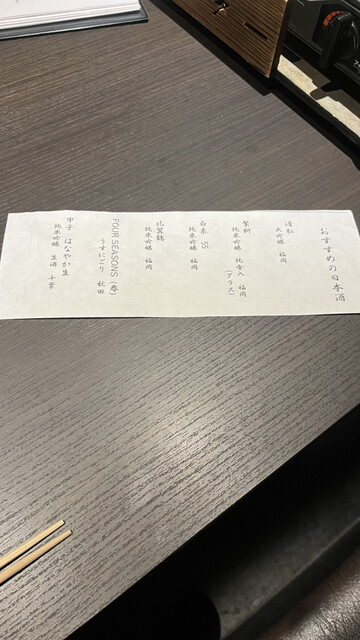 おすすめの日本酒
清松
大吟醸 福岡
繁桝
純米吟醸 純金入 福岡
(グラス)
白糸 55
純米吟醸 福岡
比翼鶴
純米吟醸 福岡
FOUR SEASONS (春)
うすにごり 秋田
甲子 はなやか生
純米吟醸 生酒 千葉